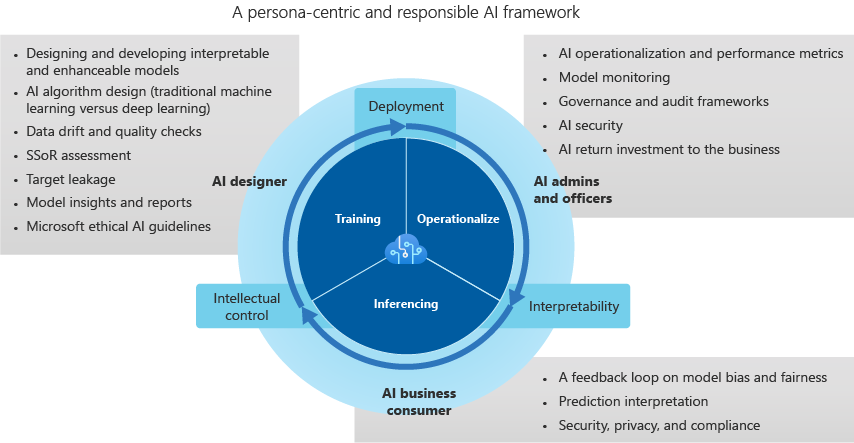 A persona-centric and responsible AI framework
• Designing and developing interpretable
and enhanceable models
• AI algorithm design (traditional machine
learning versus deep learning)
• Data drift and quality checks
• SSoR assessment
• Target leakage
• Model insights and reports
• Microsoft ethical AI guidelines
• AI operationalization and performance metrics
• Model monitoring
• Governance and audit frameworks
• AI security
• AI return investment to the business
Deployment
AI designer
AI admins
and officers
Training
Operationalize
Inferencing
Intellectual
control
Interpretability
AI business
consumer
• A feedback loop on model bias and fairness
• Prediction interpretation
• Security, privacy, and compliance